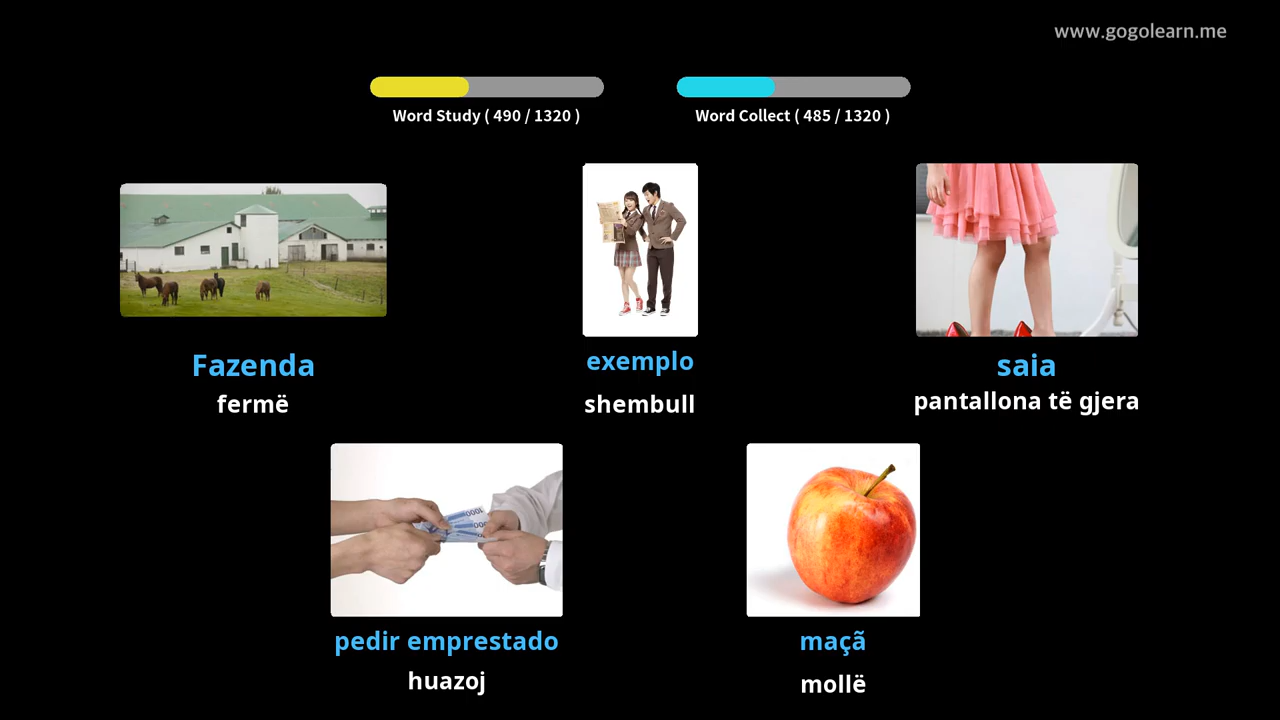 www.gogolearn.me
Word Study ( 490 / 1320 )
Word Collect ( 485 / 1320 )
Fazenda
fermë
exemplo
shembull
saia
pantallona të gjera
pedir emprestado
huazoj
maçã
mollë